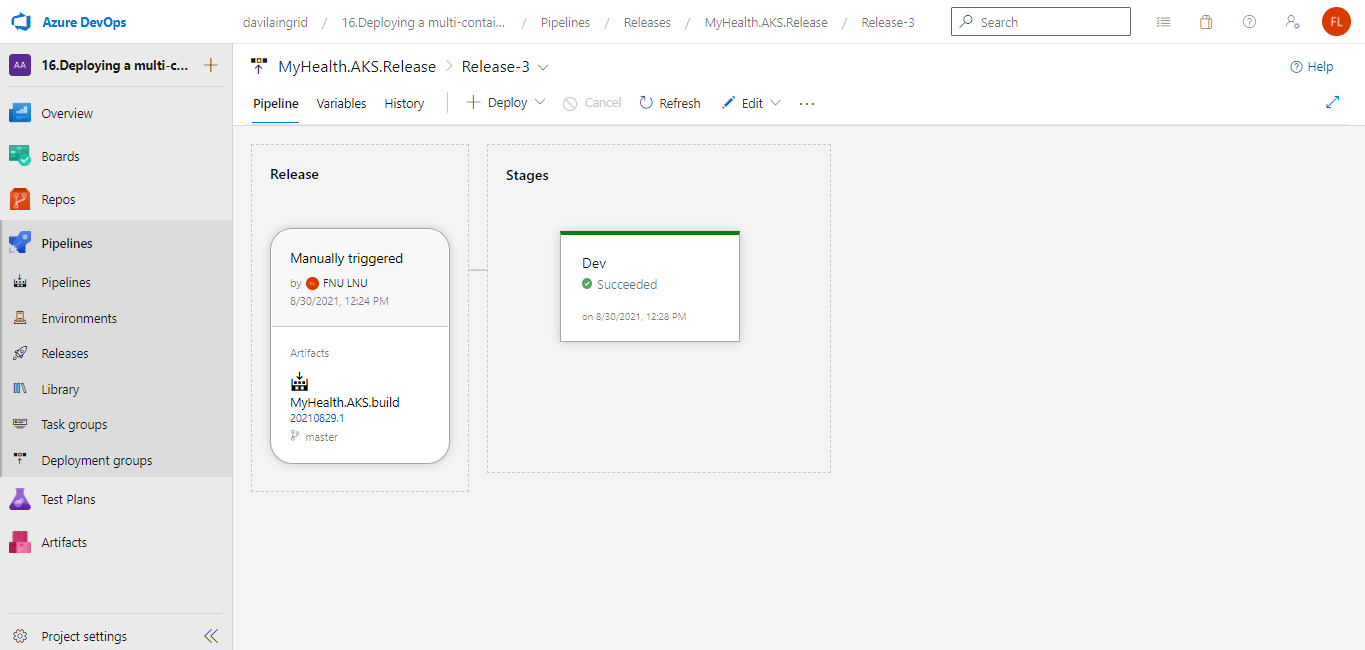 Azure DevOps
davilaingrid / 16.Deploying a multi-contai... / Pipelines / Releases / MyHealth.AKS.Release / Release-3
Search
FL
AA 16.Deploying a multi-c...
MyHealth.AKS.Release Release-3
Help
Pipeline Variables History Deploy Cancel Refresh Edit ...
Overview
Boards
Repos
Pipelines
Pipelines
Environments
Releases
Library
Task groups
Deployment groups
Test Plans
Artifacts
Project settings
Release
Manually triggered
by FL FNU LNU
8/30/2021, 12:24 PM
Artifacts
MyHealth.AKS.build
20210829.1
master
Stages
Dev
Succeeded
on 8/30/2021, 12:28 PM